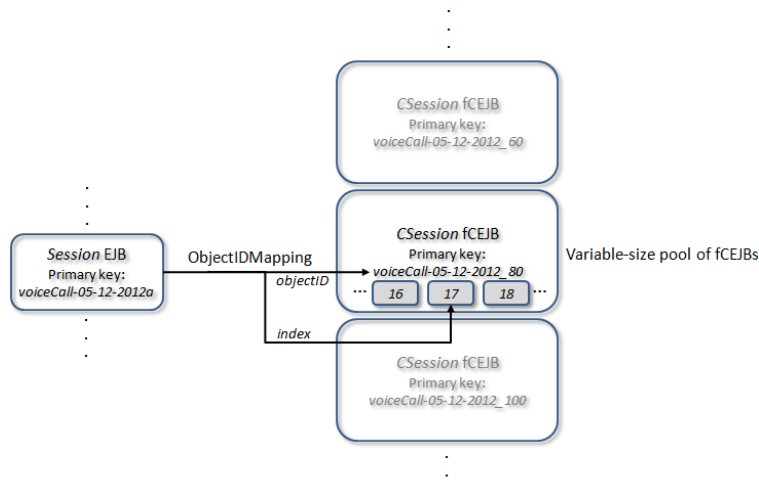 CSession fCEJB
Primary key:
voiceCall-05-12-2012_60
Session EJB
Primary key:
voiceCall-05-12-2012a
ObjectIDMapping
objectID
index
CSession fCEJB
Primary key:
voiceCall-05-12-2012_80
... 16 17 18 ...
Variable-size pool of fCEJBs
CSession fCEJB
Primary key:
voiceCall-05-12-2012_100